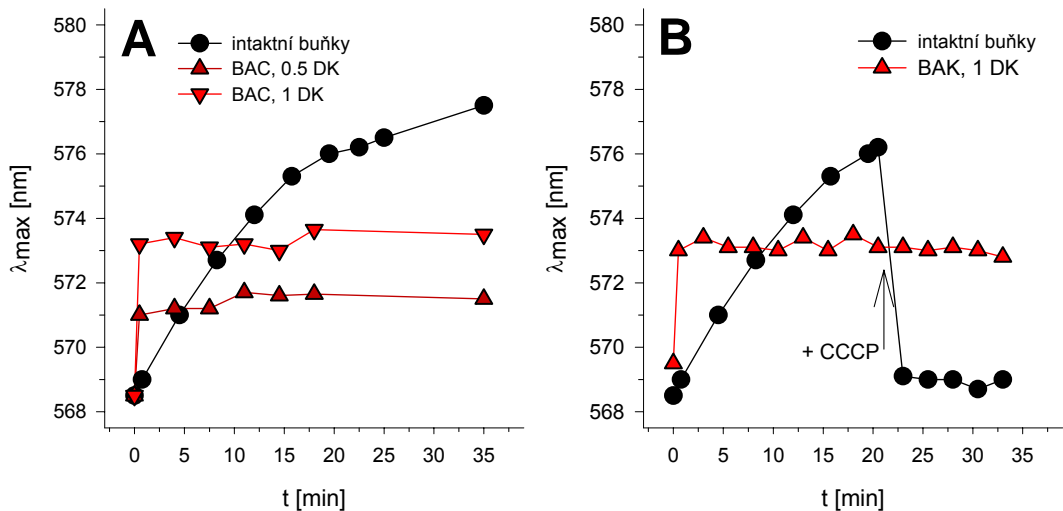 A
intaktní buňky
BAC, 0.5 DK
BAC, 1 DK
580
578
576
574
572
570
568
λmax [nm]
0 5 10 15 20 25 30 35
t [min]
B
intaktní buňky
BAK, 1 DK
580
578
576
574
572
570
568
λmax [nm]
+ CCCP
0 5 10 15 20 25 30 35
t [min]